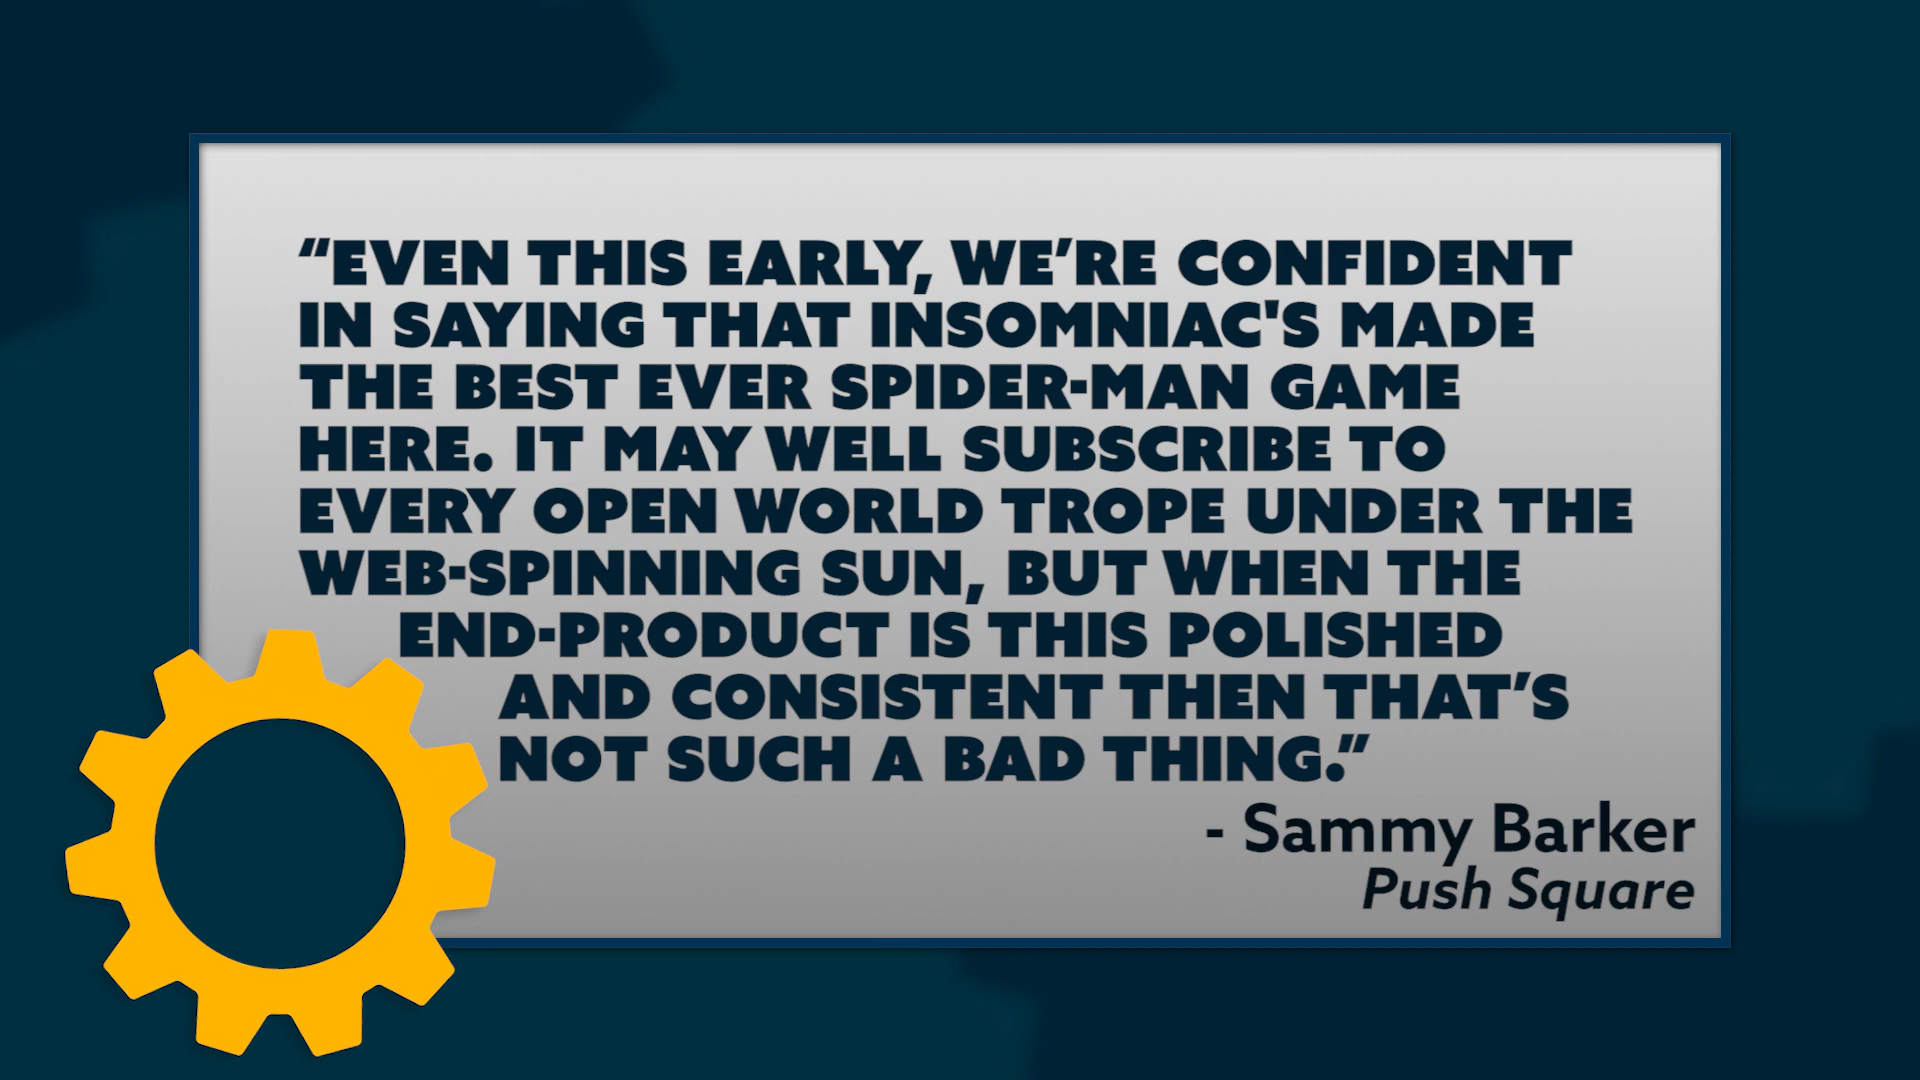 “EVEN THIS EARLY, WE’RE CONFIDENT
IN SAYING THAT INSOMNIAC'S MADE
THE BEST EVER SPIDER-MAN GAME
HERE. IT MAY WELL SUBSCRIBE TO
EVERY OPEN WORLD TROPE UNDER THE
WEB-SPINNING SUN, BUT WHEN THE
END-PRODUCT IS THIS POLISHED
AND CONSISTENT THEN THAT’S
NOT SUCH A BAD THING.”
- Sammy Barker
Push Square